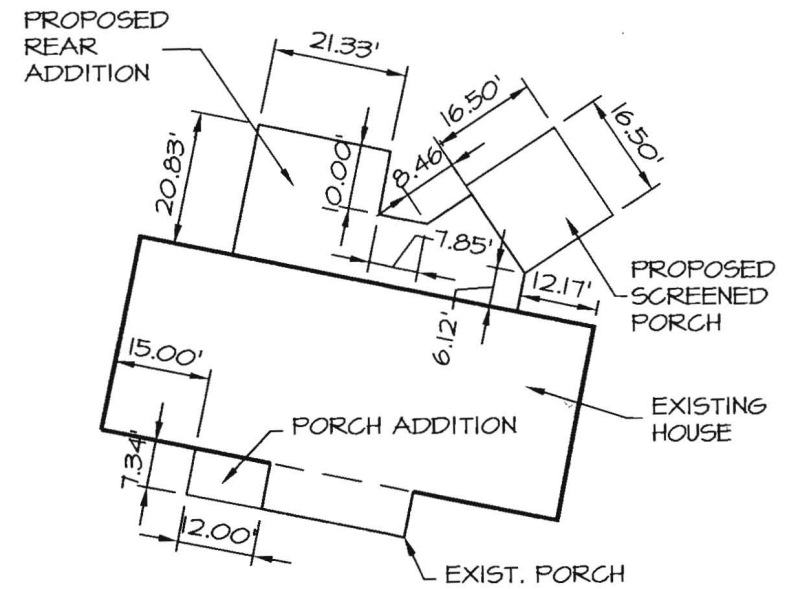 PROPOSED
REAR
ADDITION
21.33'
16.50'
16.50'
20.83'
10.00'
8.46'
7.85'
6.12'
12.17'
PROPOSED
SCREENED
PORCH
15.00'
EXISTING
HOUSE
PORCH ADDITION
7.34'
12.00'
EXIST. PORCH